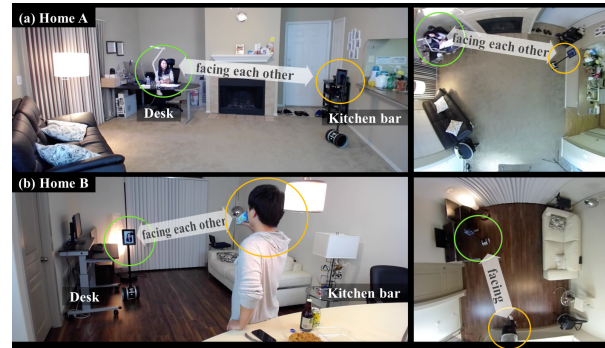 (a) Home A
facing each other
Desk
Kitchen bar
facing each other
(b) Home B
facing each other
Desk
Kitchen bar
facing